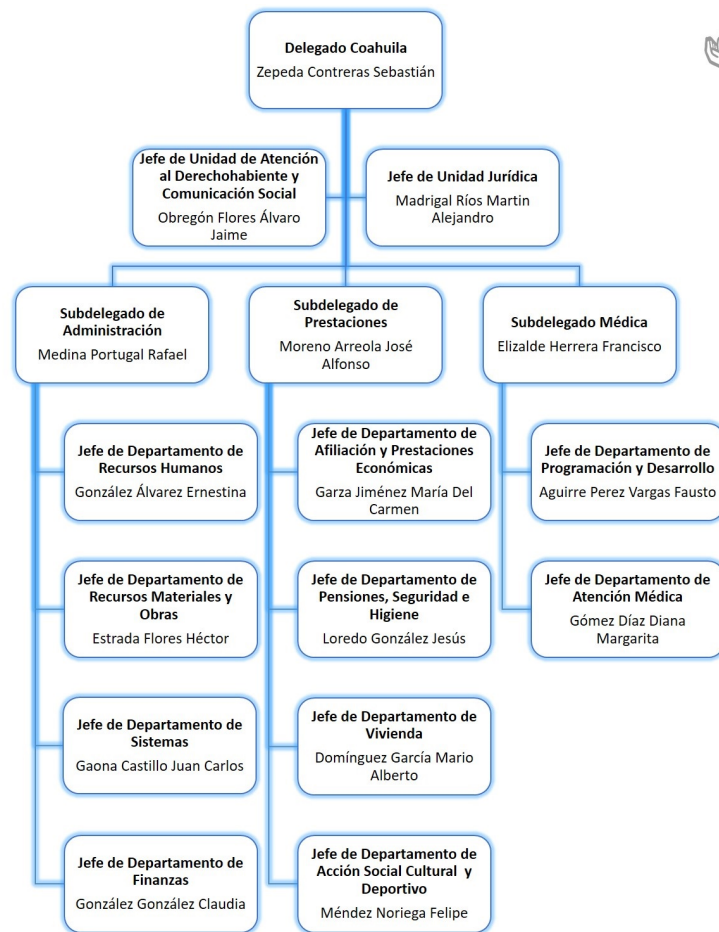 Delegado Coahuila
Zepeda Contreras Sebastián
Jefe de Unidad de Atención
al Derechohabiente y
Comunicación Social
Obregón Flores Álvaro
Jaime
Jefe de Unidad Jurídica
Madrigal Ríos Martin
Alejandro
Subdelegado de
Administración
Medina Portugal Rafael
Subdelegado de
Prestaciones
Moreno Arreola José
Alfonso
Subdelegado Médica
Elizalde Herrera Francisco
Jefe de Departamento de
Recursos Humanos
González Álvarez Ernestina
Jefe de Departamento de
Afiliación y Prestaciones
Económicas
Garza Jiménez María Del
Carmen
Jefe de Departamento de
Programación y Desarrollo
Aguirre Perez Vargas Fausto
Jefe de Departamento de
Recursos Materiales y
Obras
Estrada Flores Héctor
Jefe de Departamento de
Pensiones, Seguridad e
Higiene
Loredo González Jesús
Jefe de Departamento de
Atención Médica
Gómez Díaz Diana
Margarita
Jefe de Departamento de
Sistemas
Gaona Castillo Juan Carlos
Jefe de Departamento de
Vivienda
Domínguez García Mario
Alberto
Jefe de Departamento de
Finanzas
González González Claudia
Jefe de Departamento de
Acción Social Cultural y
Deportivo
Méndez Noriega Felipe